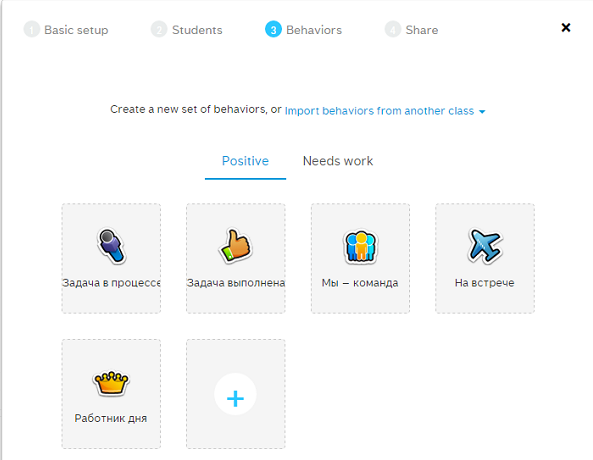 1 Basic setup 2 Students 3 Behaviors 4 Share
Create a new set of behaviors, or Import behaviors from another class
Positive Needs work
Задача в процессе Задача выполнена Мы – команда На встрече
Работник дня